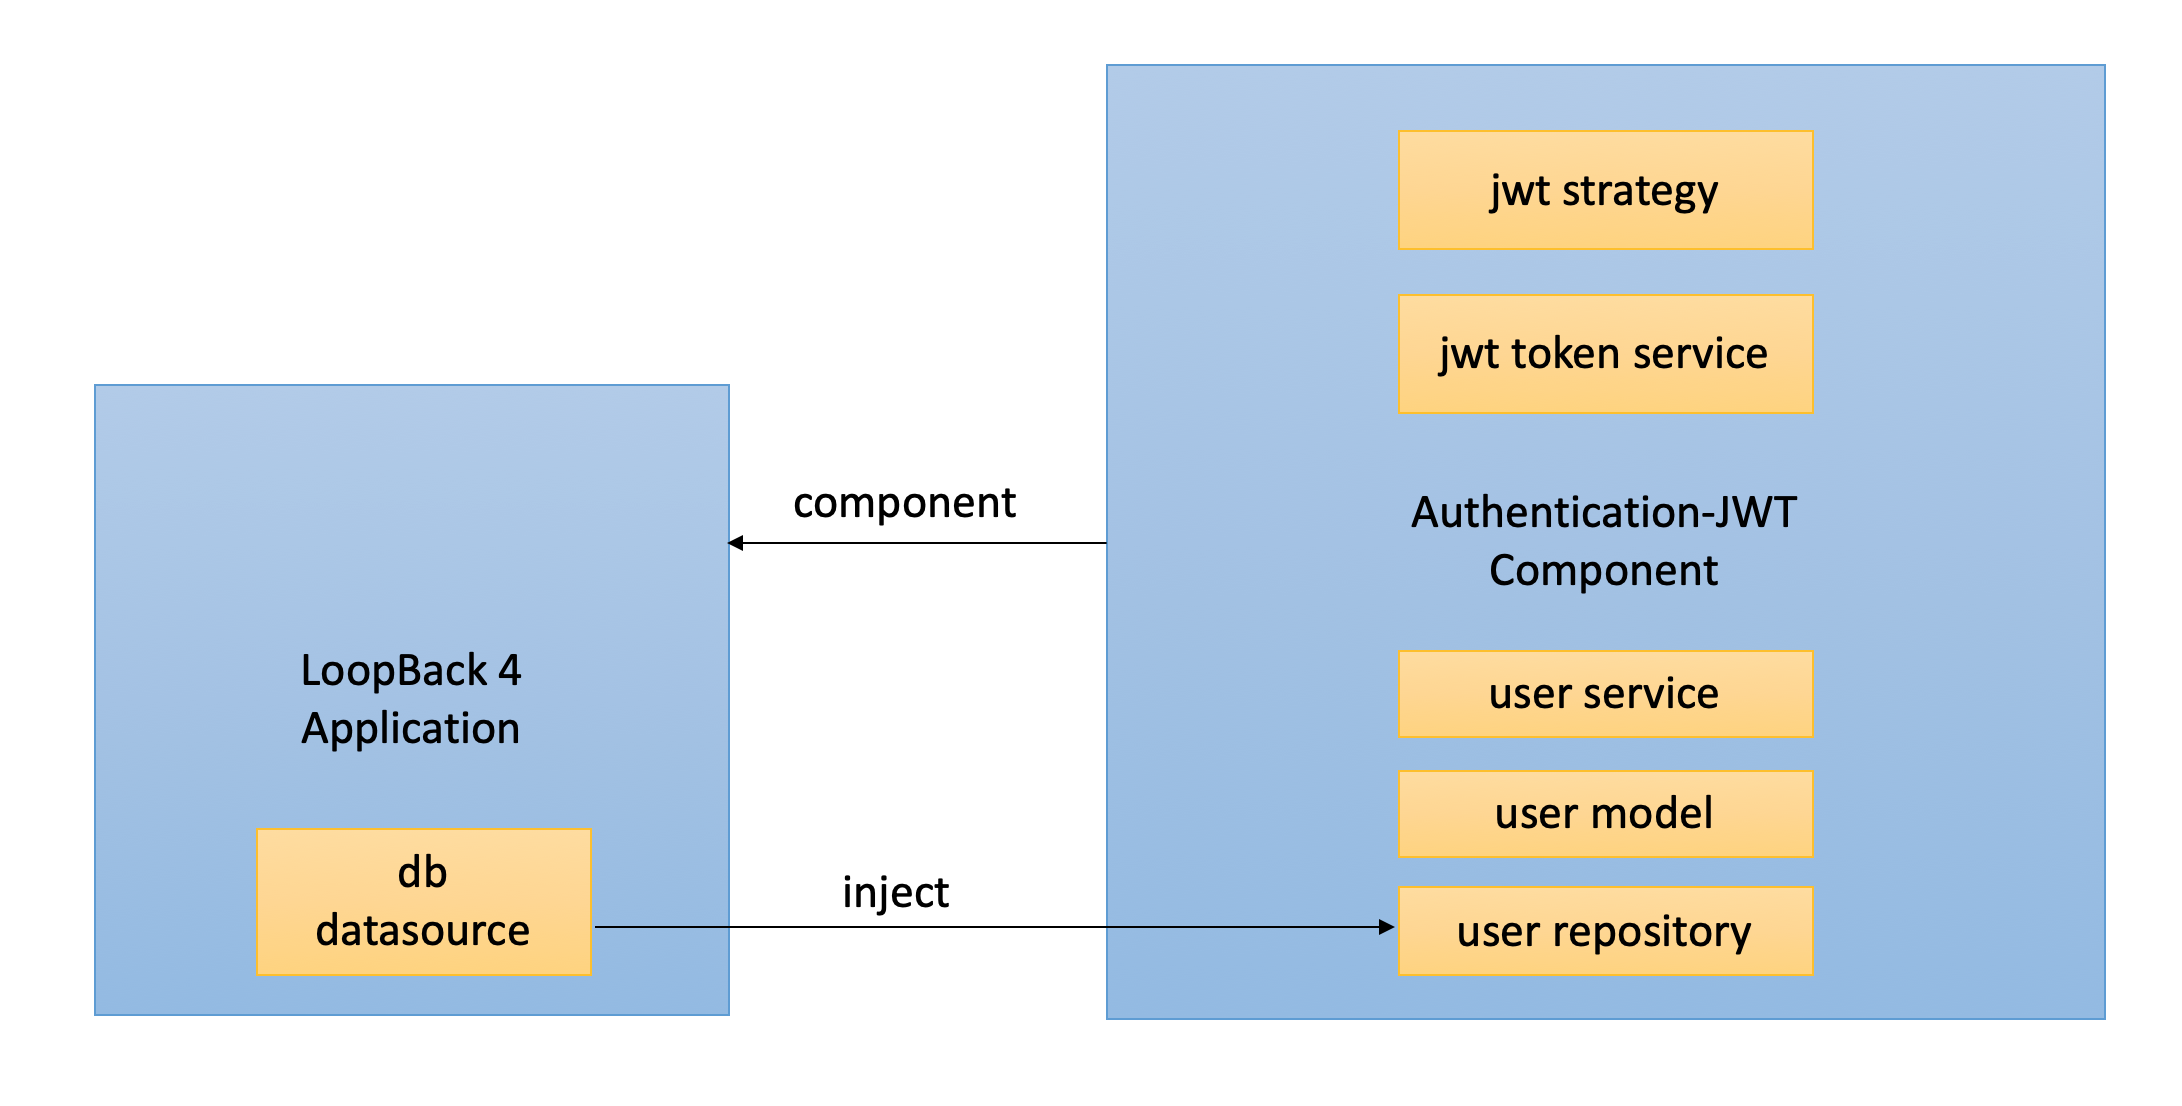 jwt strategy
jwt token service
component
Authentication-JWT
Component
LoopBack 4
Application
user service
user model
db
datasource
inject
user repository